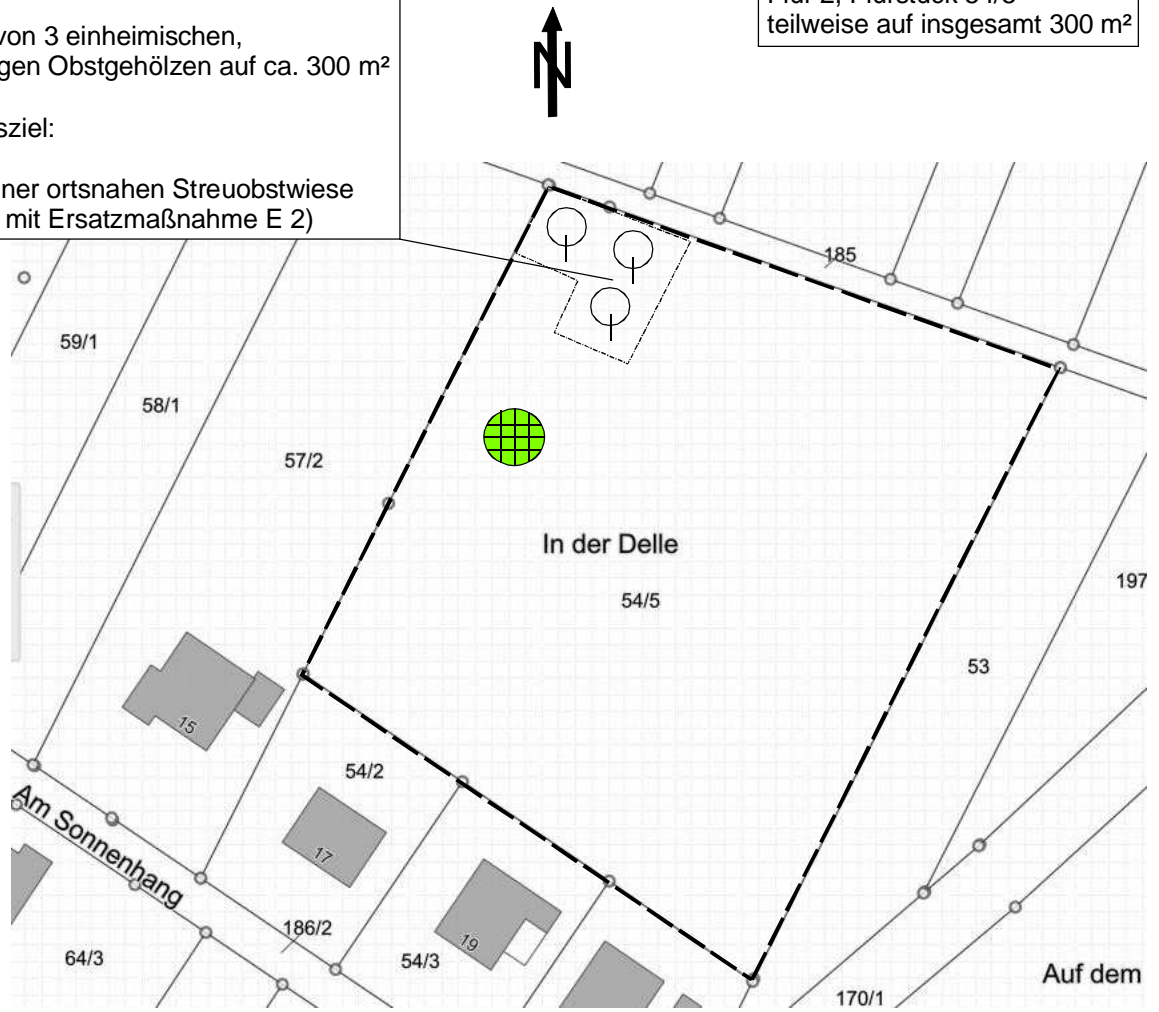 von 3 einheimischen,
gen Obstgehölzen auf ca. 300 m²
sziel:
ner ortsnahen Streuobstwiese
mit Ersatzmaßnahme E 2)
teilweise auf insgesamt 300 m²
N
185
59/1
58/1
57/2
In der Delle
54/5
197
53
15
54/2
Am Sonnenhang
17
186/2
19
64/3
54/3
Auf dem
170/1